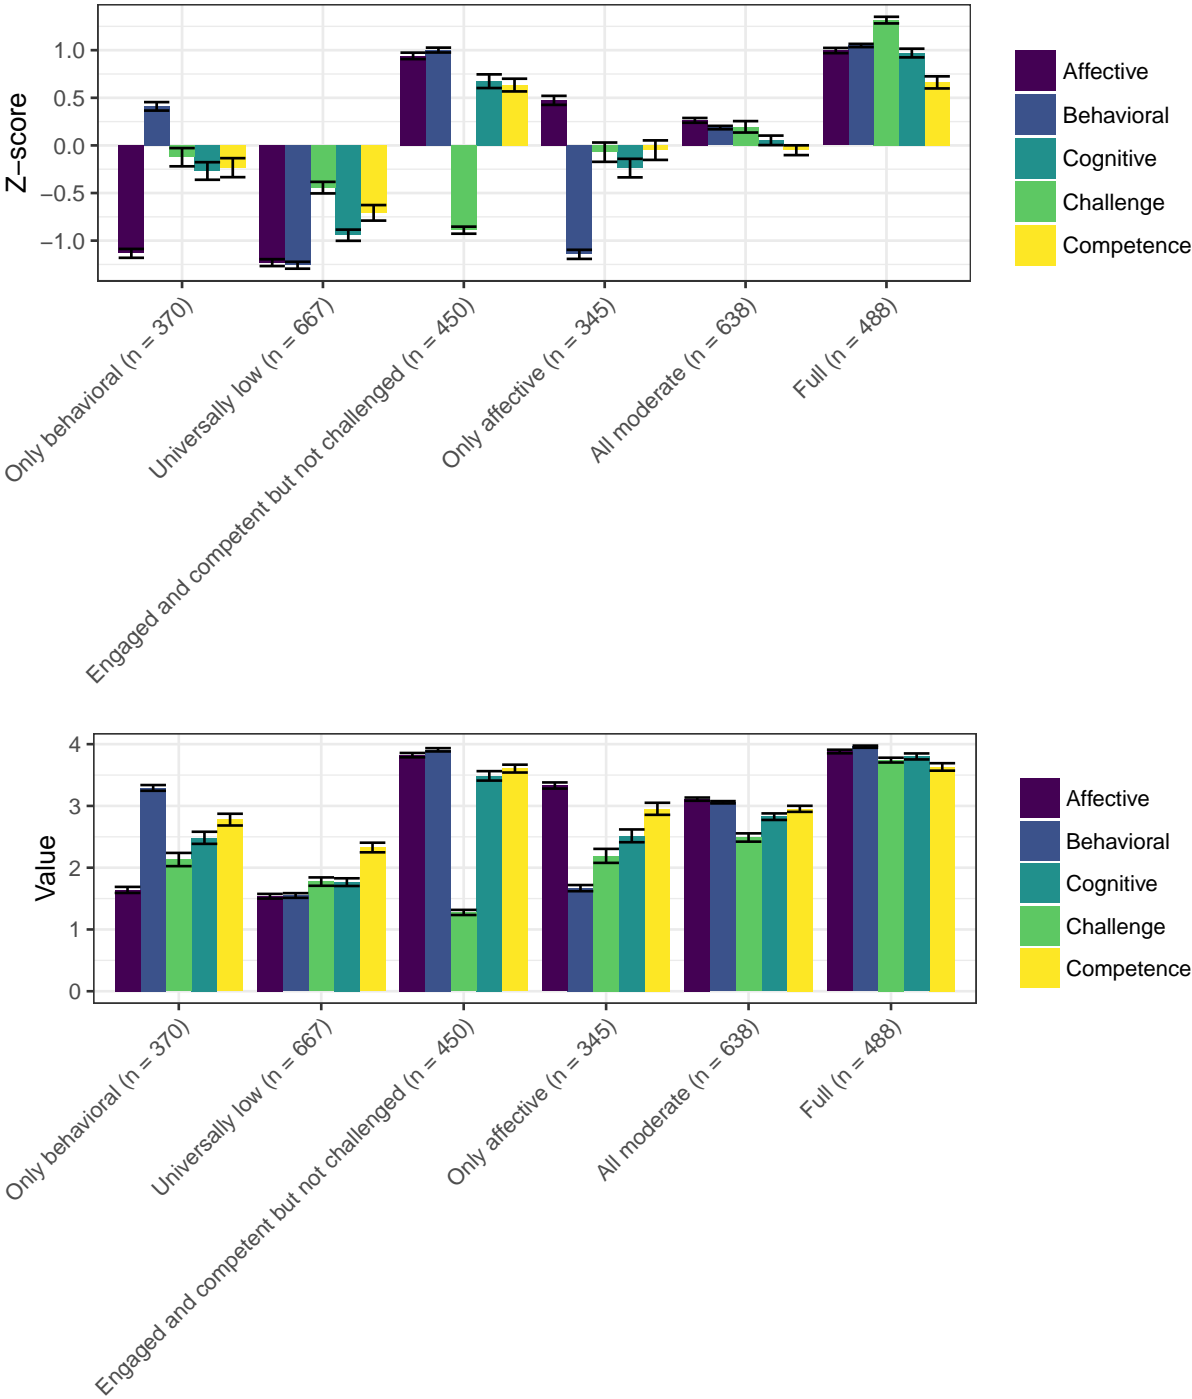 Z−score
1.0
0.5
0.0
−0.5
−1.0
Only behavioral (n = 370)
Universally low (n = 667)
Engaged and competent but not challenged (n = 450)
Only affective (n = 345)
All moderate (n = 638)
Full (n = 488)
Affective
Behavioral
Cognitive
Challenge
Competence
Value
4
3
2
1
0
Only behavioral (n = 370)
Universally low (n = 667)
Engaged and competent but not challenged (n = 450)
Only affective (n = 345)
All moderate (n = 638)
Full (n = 488)
Affective
Behavioral
Cognitive
Challenge
Competence